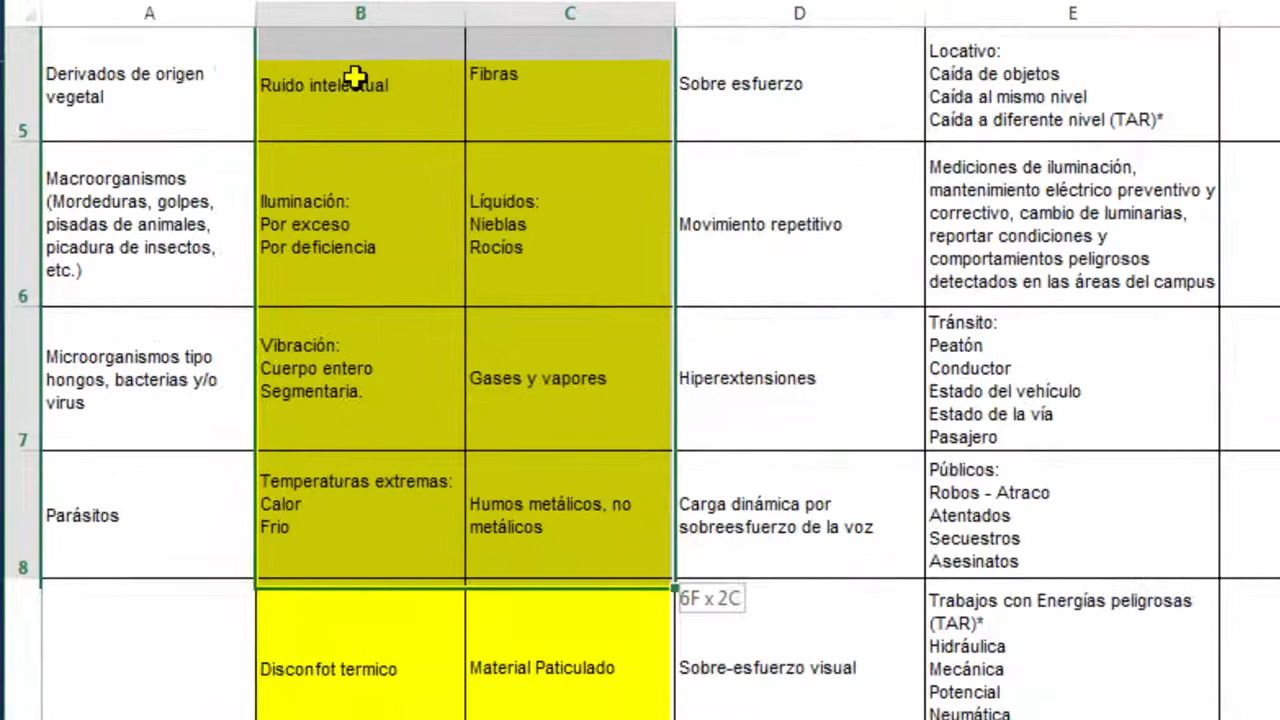 A B C D E
5
Derivados de origen
vegetal
Ruido intelectual
Fibras
Sobre esfuerzo
Locativo:
Caída de objetos
Caída al mismo nivel
Caída a diferente nivel (TAR)*
6
Macroorganismos
(Mordeduras, golpes,
pisadas de animales,
picadura de insectos,
etc.)
Iluminación:
Por exceso
Por deficiencia
Líquidos:
Nieblas
Rocíos
Movimiento repetitivo
Mediciones de iluminación,
mantenimiento eléctrico preventivo y
correctivo, cambio de luminarias,
reportar condiciones y
comportamientos peligrosos
detectados en las áreas del campus
7
Microorganismos tipo
hongos, bacterias y/o
virus
Vibración:
Cuerpo entero
Segmentaria.
Gases y vapores
Hiperextensiones
Tránsito:
Peatón
Conductor
Estado del vehículo
Estado de la vía
Pasajero
8
Parásitos
Temperaturas extremas:
Calor
Frio
Humos metálicos, no
metálicos
Carga dinámica por
sobreesfuerzo de la voz
Públicos:
Robos - Atraco
Atentados
Secuestros
Asesinatos
6F x 2C
Disconfot termico
Material Paticulado
Sobre-esfuerzo visual
Trabajos con Energías peligrosas
(TAR)*
Hidráulica
Mecánica
Potencial
Neumática